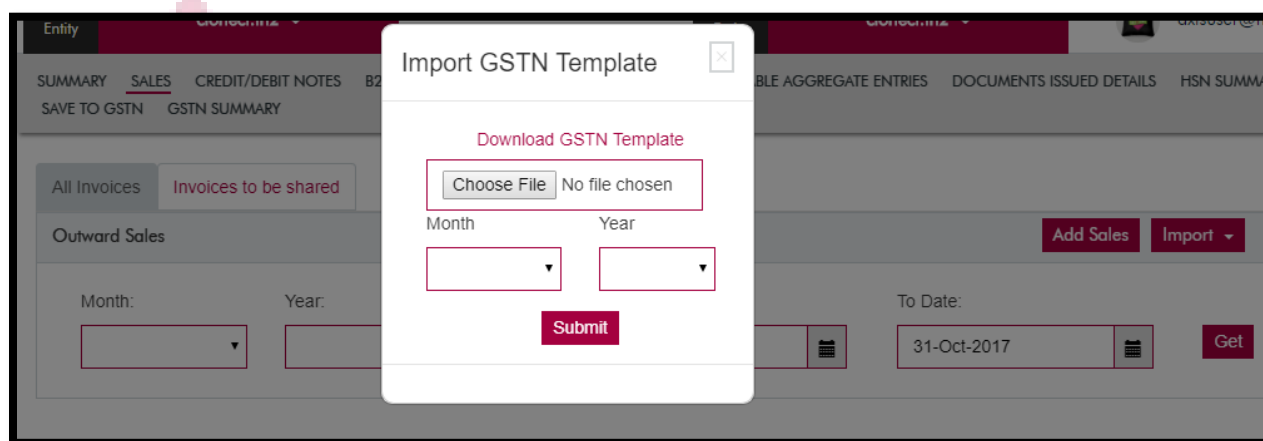 Entity
SUMMARY SALES CREDIT/DEBIT NOTES AGGREGATE ENTRIES DOCUMENTS ISSUED DETAILS HSN
SAVE TO GSTN GSTN SUMMARY
Import GSTN Template
Download GSTN Template
Choose File No file chosen
Month Year
Submit
All Invoices Invoices to be shared
Outward Sales Add Sales Import
Month: Year: To Date:
31-Oct-2017 Get